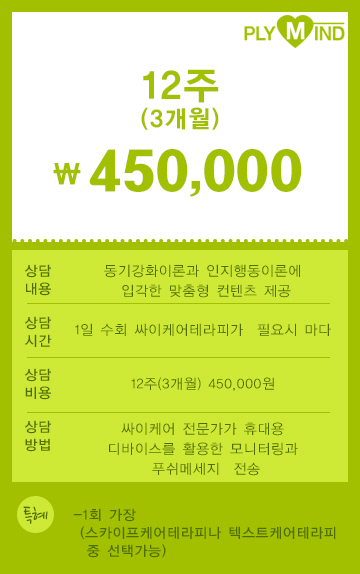 PLY MIND
12주
(3개월)
₩ 450,000
상담
내용
동기강화이론과 인지행동이론에
입각한 맞춤형 컨텐츠 제공
상담
시간
1일 수회 싸이케어테라피가 필요시 마다
상담
비용
12주(3개월) 450,000원
상담
방법
싸이케어 전문가가 휴대용
디바이스를 활용한 모니터링과
푸쉬메세지 전송
특혜
-1회 가장
(스카이프케어테라피나 텍스트케어테라피
중 선택가능)